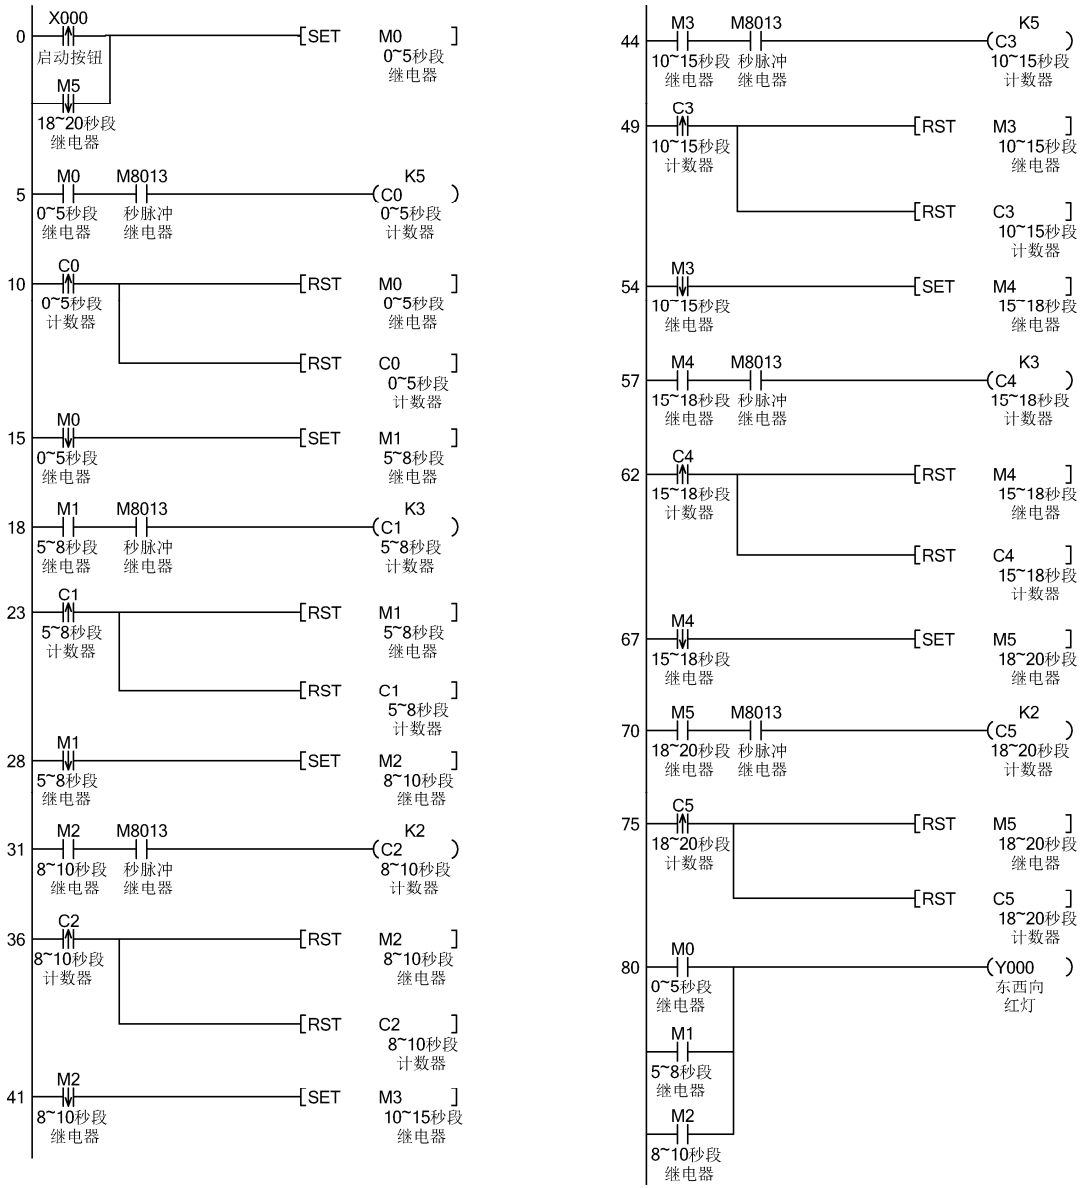 X000
0
[SET M0 ]
启动按钮
0~5秒段
继电器
M5
18~20秒段
继电器
M0 M8013 K5
5
(C0 )
0~5秒段 秒脉冲 0~5秒段
继电器 继电器 计数器
C0
10 [RST M0 ]
0~5秒段 0~5秒段
计数器 继电器
[RST C0 ]
0~5秒段
计数器
M0
15 [SET M1 ]
0~5秒段 5~8秒段
继电器 继电器
M1 M8013 K3
18 (C1 )
5~8秒段 秒脉冲 5~8秒段
继电器 继电器 计数器
C1
23 [RST M1 ]
5~8秒段 5~8秒段
计数器 继电器
[RST C1 ]
5~8秒段
计数器
M1
28 [SET M2 ]
5~8秒段 8~10秒段
继电器 继电器
M2 M8013 K2
31 (C2 )
8~10秒段 秒脉冲 8~10秒段
继电器 继电器 计数器
C2
36 [RST M2 ]
8~10秒段 8~10秒段
计数器 继电器
[RST C2 ]
8~10秒段
计数器
M2
41 [SET M3 ]
8~10秒段 10~15秒段
继电器 继电器
M3 M8013 K5
44 (C3 )
10~15秒段 秒脉冲 10~15秒段
继电器 继电器 计数器
C3
49 [RST M3 ]
10~15秒段 10~15秒段
计数器 继电器
[RST C3 ]
10~15秒段
计数器
M3
54 [SET M4 ]
10~15秒段 15~18秒段
继电器 继电器
M4 M8013 K3
57 (C4 )
15~18秒段 秒脉冲 15~18秒段
继电器 继电器 计数器
C4
62 [RST M4 ]
15~18秒段 15~18秒段
计数器 继电器
[RST C4 ]
15~18秒段
计数器
M4
67 [SET M5 ]
15~18秒段 18~20秒段
继电器 继电器
M5 M8013 K2
70 (C5 )
18~20秒段 秒脉冲 18~20秒段
继电器 继电器 计数器
C5
75 [RST M5 ]
18~20秒段 18~20秒段
计数器 继电器
[RST C5 ]
18~20秒段
计数器
M0
80 (Y000 )
0~5秒段 东西向
继电器 红灯
M1
5~8秒段
继电器
M2
8~10秒段
继电器